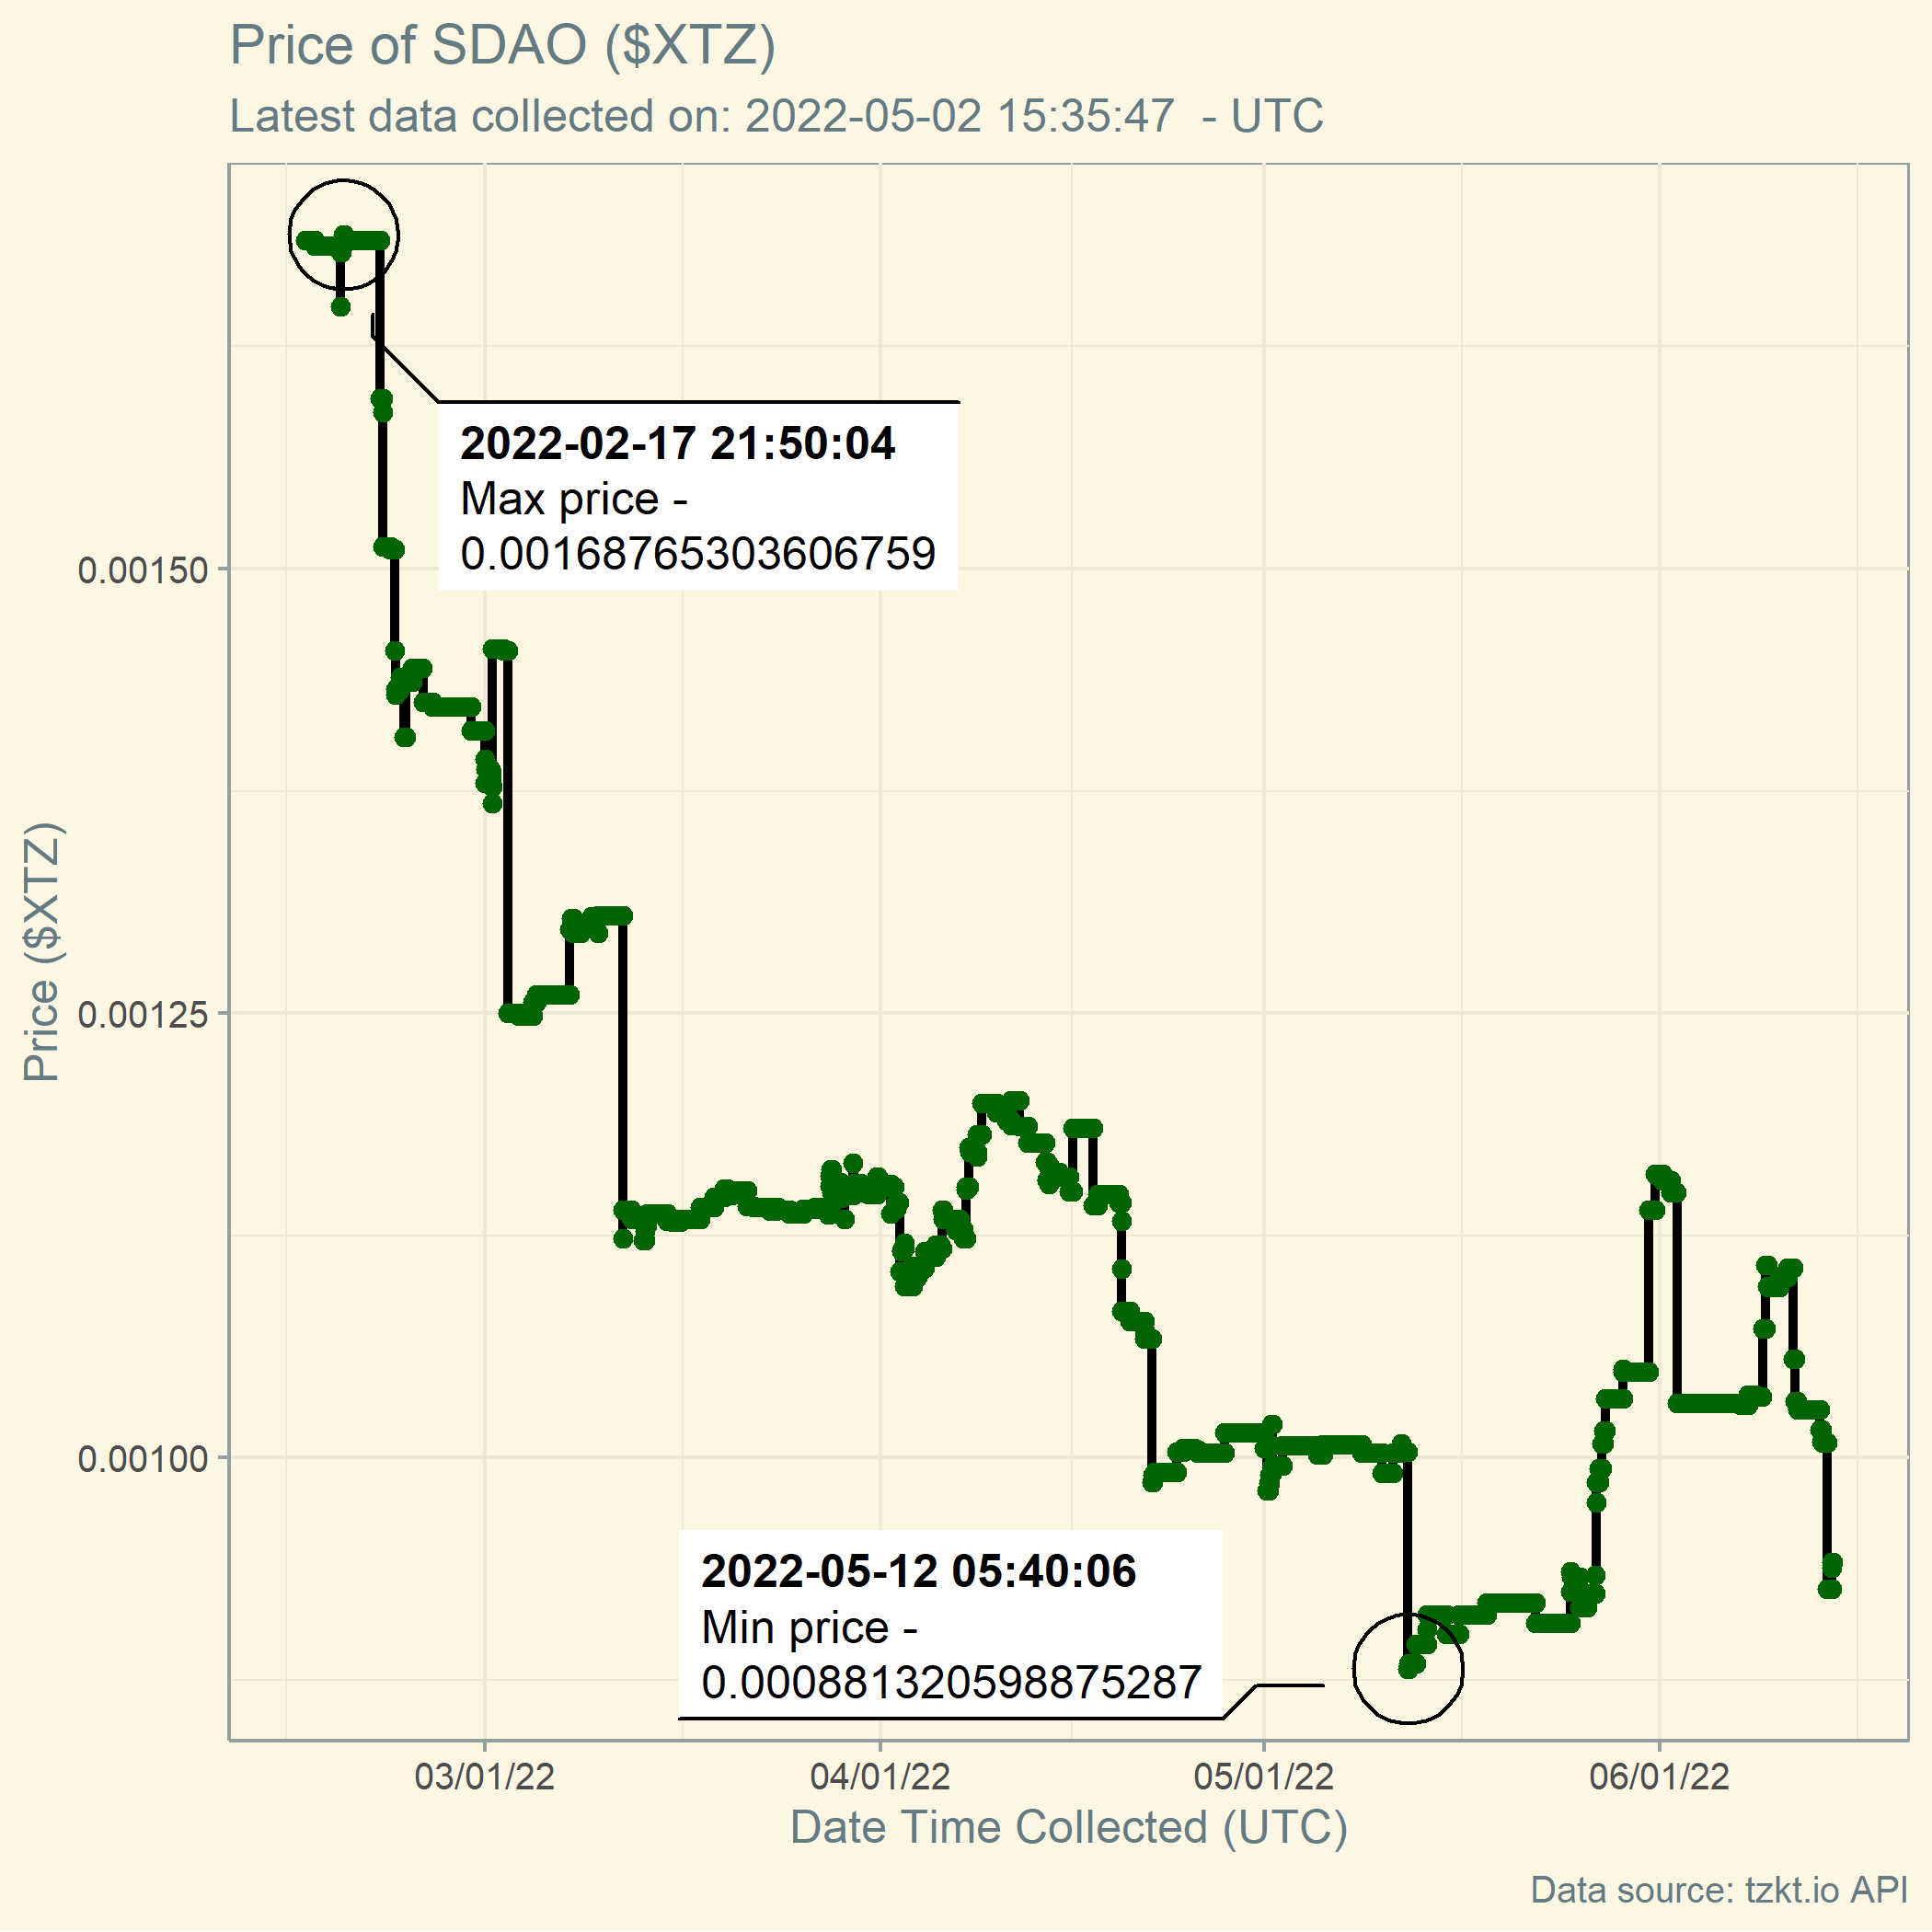 Price of SDAO ($XTZ)
Latest data collected on: 2022-05-02 15:35:47  - UTC
2022-02-17 21:50:04
Max price -
0.00168765303606759
0.00150
Price ($XTZ)
0.00125
0.00100
2022-05-12 05:40:06
Min price -
0.000881320598875287
03/01/22
04/01/22
05/01/22
06/01/22
Date Time Collected (UTC)
Data source: tzkt.io API